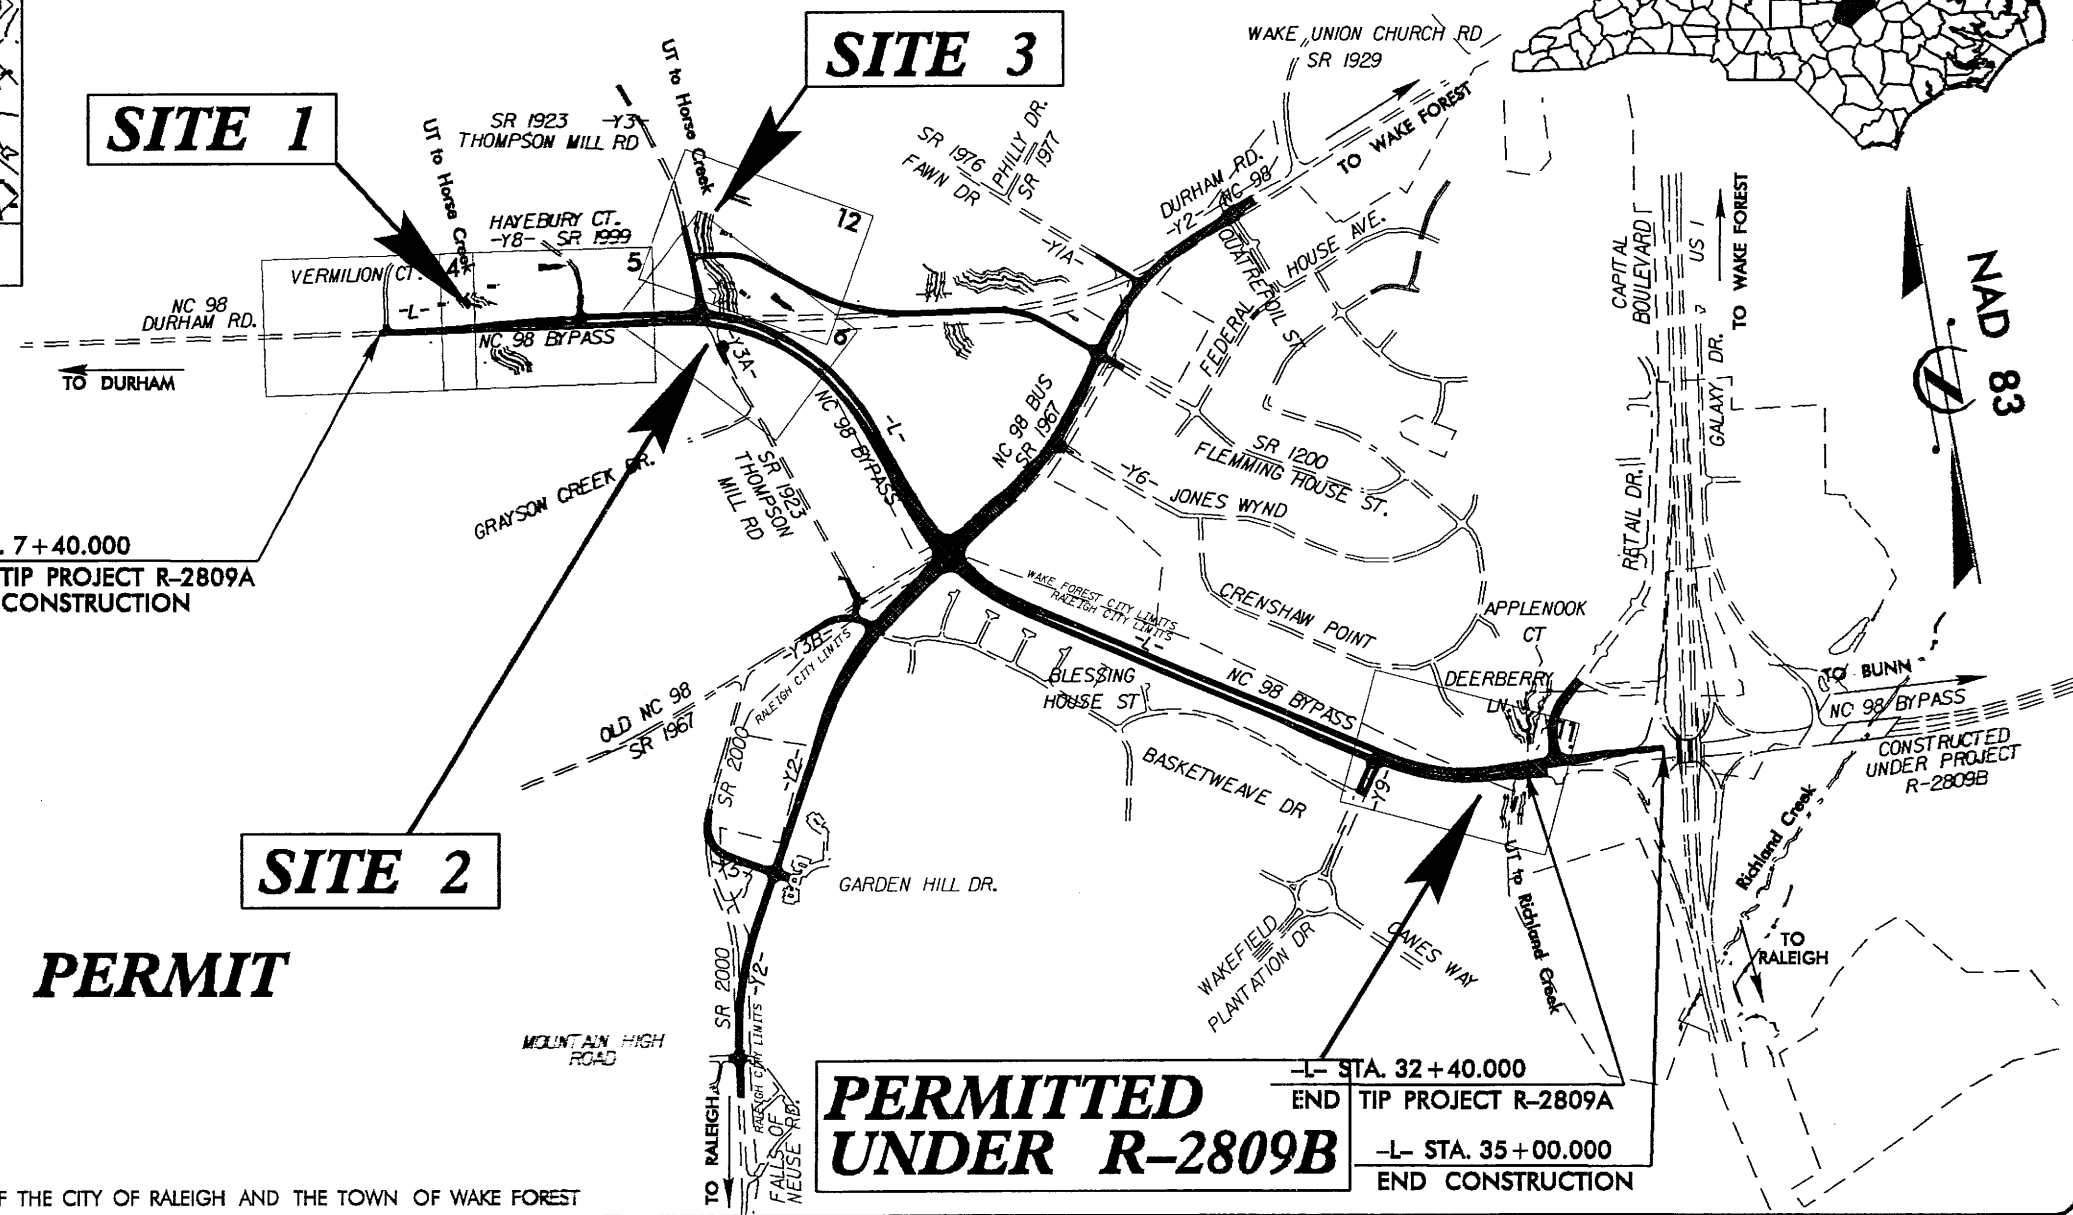 SITE 3
SITE 1
SITE 2
PERMIT
PERMITTED
UNDER R-2809B
WAKE UNION CHURCH RD
SR 1929
TO WAKE FOREST
UT to Horse Creek
SR 1923 -Y3-
THOMPSON MILL RD
UT to Horse Creek
HAYEBURY CT.
-Y8- SR 1999
VERMILION CT.
4
5
12
6
-L-
NC 98
DURHAM RD.
NC 98 BYPASS
TO DURHAM
SR 1976
FAWN DR
PHILLY DR.
SR 1977
-Y1A-
DURHAM RD.
-Y2- NC 98
QUATREFOIL ST
FEDERAL HOUSE AVE.
CAPITAL
BOULEVARD
US 1
TO WAKE FOREST
GALAXY DR.
RETAIL DR.
NAD 83
-Y3A-
NC 98 BYPASS
-L-
NC 98 BUS
SR 1967
SR 1200
FLEMMING HOUSE ST.
-Y6-
JONES WYND
GRAYSON CREEK DR.
SR 1923
THOMPSON
MILL RD
7+40.000
TIP PROJECT R-2809A
CONSTRUCTION
WAKE FOREST CITY LIMITS
RALEIGH CITY LIMITS
-L-
CRENSHAW POINT
APPLENOOK
CT
DEERBERRY
LN
11
TO BUNN
NC 98 BYPASS
CONSTRUCTED
UNDER PROJECT
R-2809B
-Y3B-
RALEIGH CITY LIMITS
OLD NC 98
SR 1967
BLESSING
HOUSE ST
NC 98 BYPASS
BASKETWEAVE DR
-Y9-
SR 2000
-Y2-
GARDEN HILL DR.
WAKEFIELD
PLANTATION DR
CANES WAY
UT to Richland Creek
Richland Creek
TO
RALEIGH
SR 2000
-Y2-
RALEIGH CITY LIMITS
MOUNTAIN HIGH
ROAD
TO RALEIGH
FALLS OF
NEUSE RD.
-L- STA. 32+40.000
END TIP PROJECT R-2809A
-L- STA. 35+00.000
END CONSTRUCTION
THE CITY OF RALEIGH AND THE TOWN OF WAKE FOREST